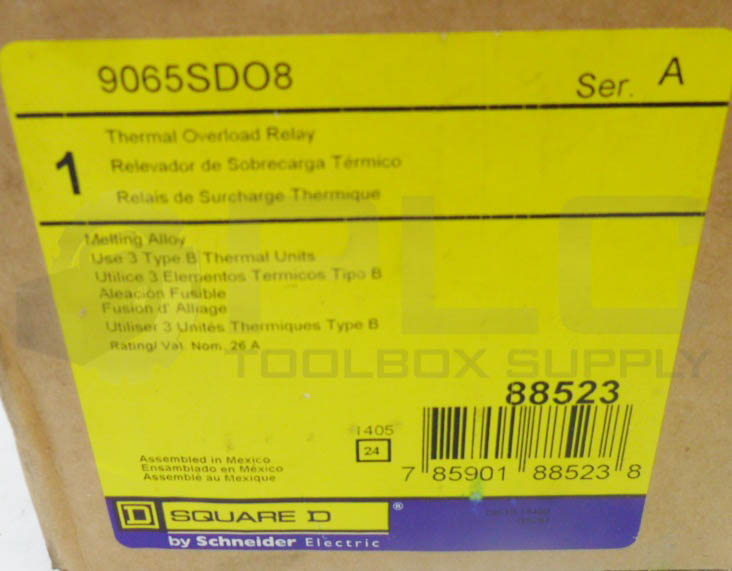 9065SDO8
Ser. A
1
Thermal Overload Relay
Relevador de Sobrecarga Térmico
Relais de Surcharge Thermique
Melting Alloy
Use 3 Type B Thermal Units
Utilice 3 Elementos Termicos Tipo B
Aleación Fusible
Fusion d' Alliage
Utiliser 3 Unités Thermiques Type B
Rating/ Val. Nom. 26 A
PLC
TOOLBOX SUPPLY
88523
1405
24
7 85901 88523 8
Assembled in Mexico
Ensamblado en México
Assemblé au Mexique
SQUARE D
®
by Schneider Electric